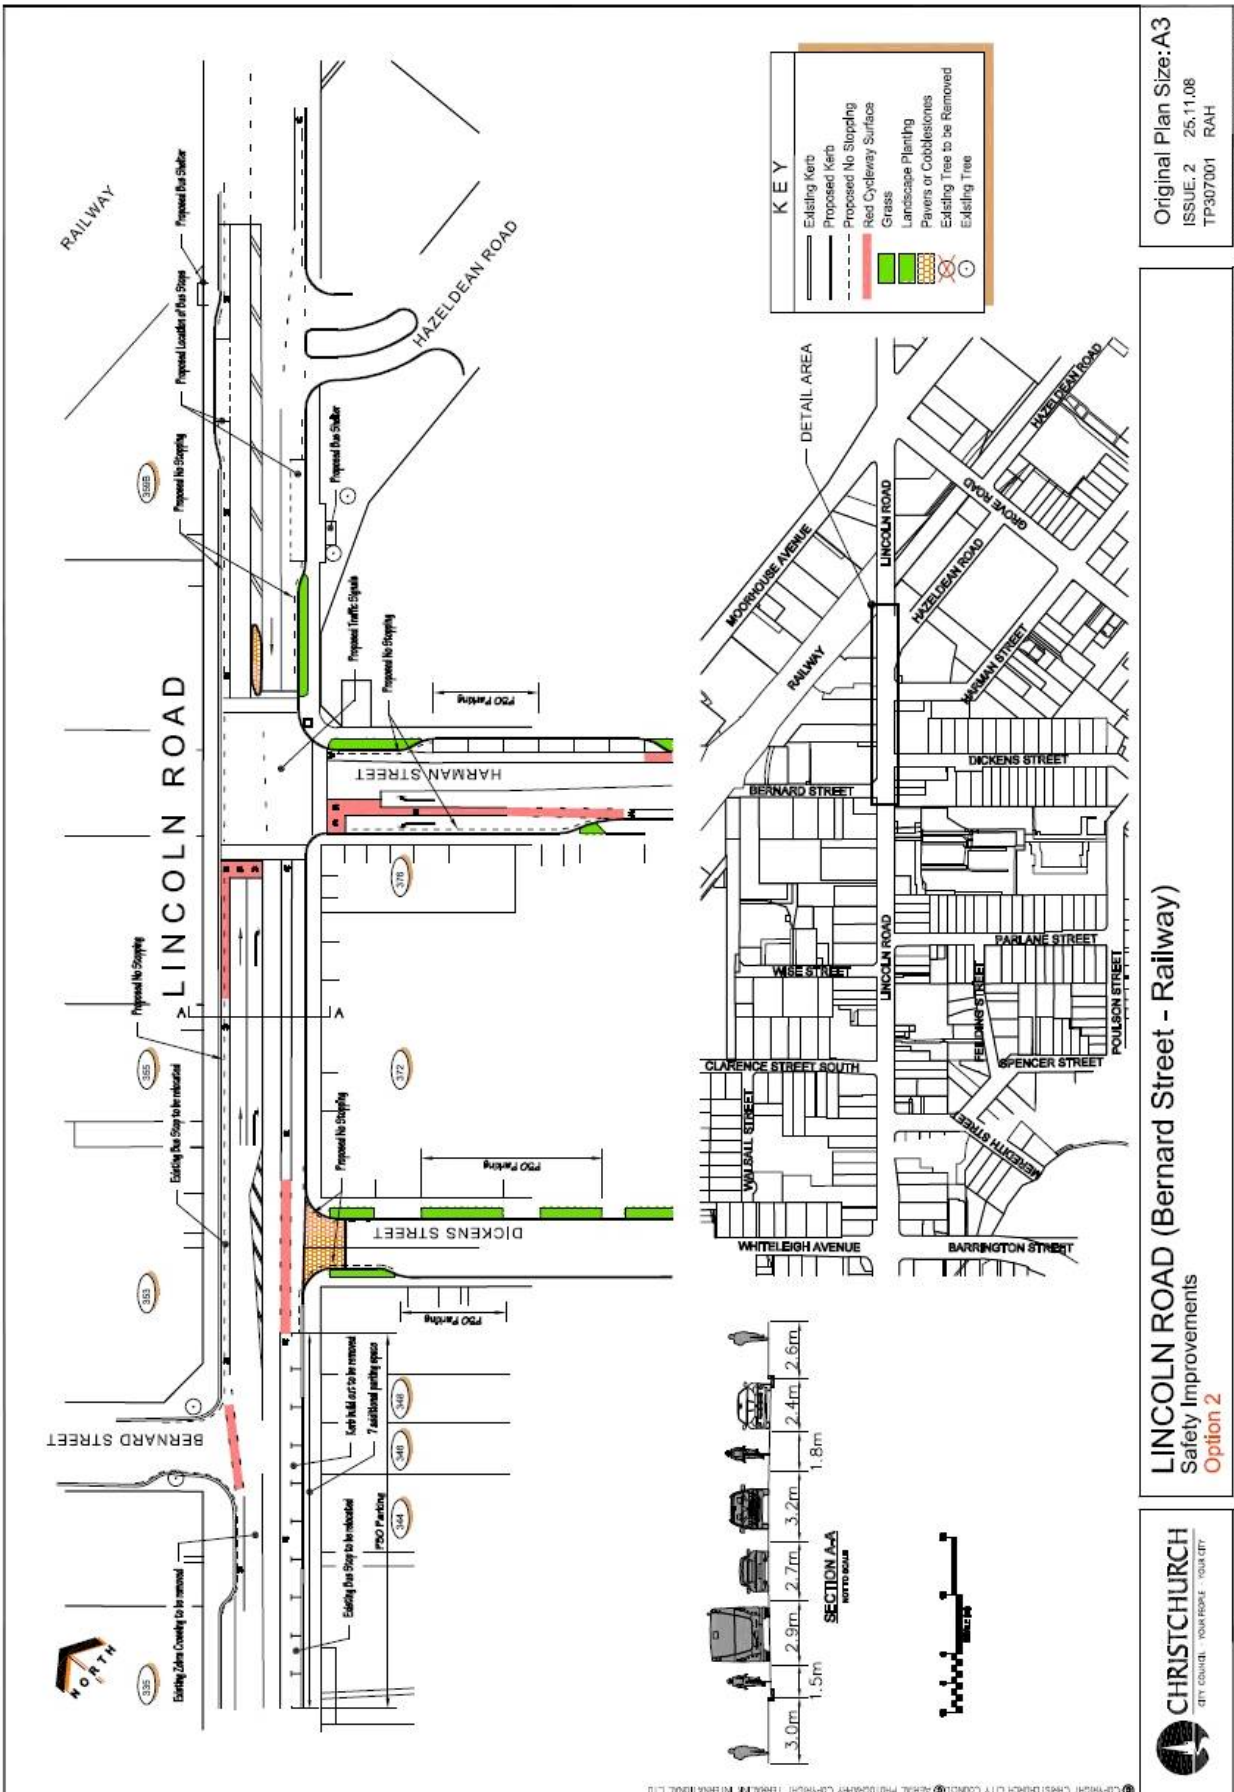 RAILWAY
Proposed Bus Shelter
Proposed Location of Bus Stops
Proposed No Stopping
359B
HAZELDEAN ROAD
Proposed Bus Shelter
Proposed Traffic Signals
Proposed No Stopping
P60 Parking
HARMAN STREET
LINCOLN ROAD
378
Proposed No Stopping
A
A
365
372
Existing Bus Stop to be relocated
Proposed No Stopping
P60 Parking
DICKENS STREET
353
P60 Parking
BERNARD STREET
Kerb build out to be removed
7 additional parking space
348
346
344
P60 Parking
Existing Bus Stop to be relocated
Existing Zebra Crossing to be removed
335
NORTH
KEY
Existing Kerb
Proposed Kerb
Proposed No Stopping
Red Cycleway Surface
Grass
Landscape Planting
Pavers or Cobblestones
Existing Tree to be Removed
Existing Tree
DETAIL AREA
MOORHOUSE AVENUE
RAILWAY
LINCOLN ROAD
GROVE ROAD
HAZELDEAN ROAD
HAZELDEAN ROAD
HARMAN STREET
DICKENS STREET
BERNARD STREET
LINCOLN ROAD
PARLANE STREET
WISE STREET
FEILDING STREET
POULSON STREET
SPENCER STREET
CLARENCE STREET SOUTH
WALSALL STREET
MEREDITH STREET
WHITELEIGH AVENUE
BARRINGTON STREET
3.0m
1.5m
2.9m
2.7m
3.2m
1.8m
2.4m
2.6m
SECTION A-A
NOT TO SCALE
CHRISTCHURCH
CITY COUNCIL · YOUR PEOPLE · YOUR CITY
LINCOLN ROAD (Bernard Street - Railway)
Safety Improvements
Option 2
Original Plan Size:A3
ISSUE. 2 25.11.08
TP307001 RAH